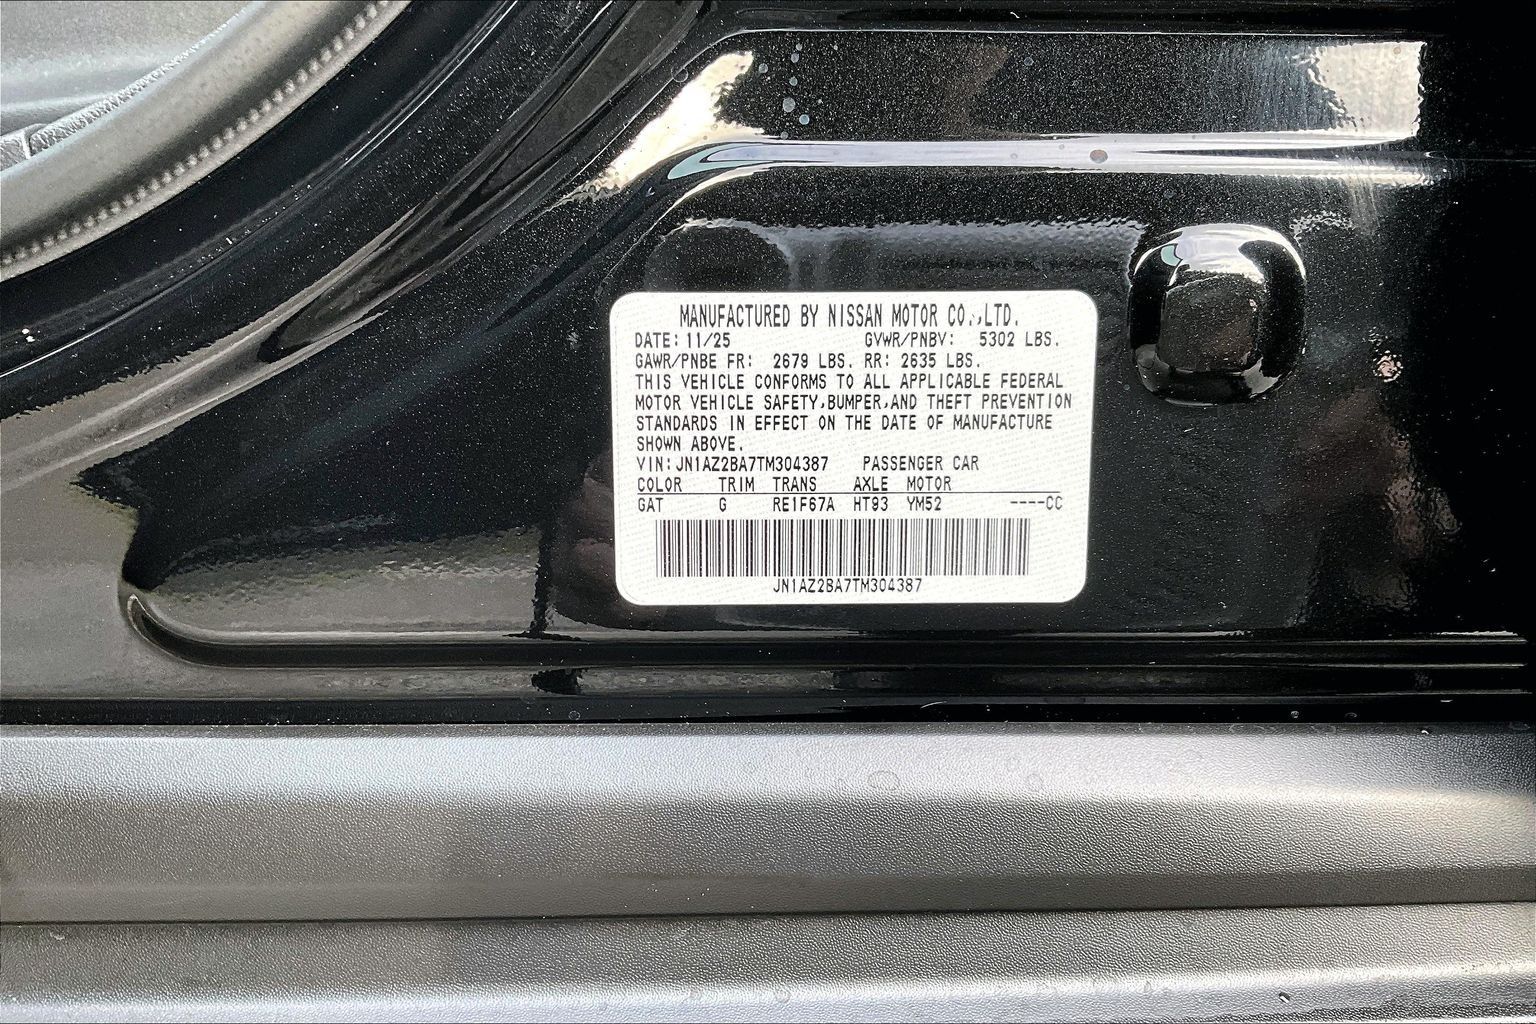 MANUFACTURED BY NISSAN MOTOR CO.,LTD.
DATE: 11/25 GVWR/PNBV: 5302 LBS.
GAWR/PNBE FR: 2679 LBS. RR: 2635 LBS.
THIS VEHICLE CONFORMS TO ALL APPLICABLE FEDERAL
MOTOR VEHICLE SAFETY,BUMPER,AND THEFT PREVENTION
STANDARDS IN EFFECT ON THE DATE OF MANUFACTURE
SHOWN ABOVE.
VIN:JN1AZ2BA7TM304387 PASSENGER CAR
COLOR TRIM TRANS AXLE MOTOR
GAT G RE1F67A HT93 YM52 ----CC
JN1AZ2BA7TM304387